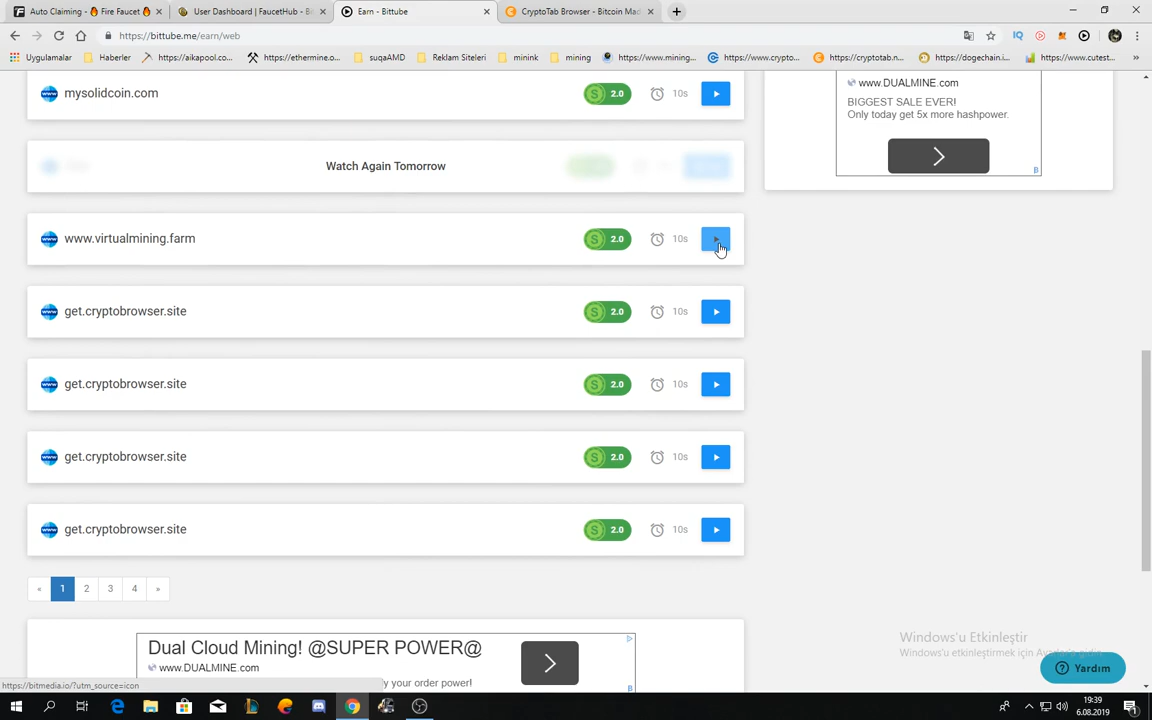 Auto Claiming - 🔥 Fire Faucet 🔥
User Dashboard | FaucetHub - Bi
Earn - Bittube
CryptoTab Browser - Bitcoin Mad
https://bittube.me/earn/web
Uygulamalar
Haberler
https://aikapool.co...
https://ethermine.o...
suqaAMD
Reklam Siteleri
minink
mining
https://www.mining...
https://www.crypto...
https://cryptotab.n...
https://dogechain.i...
https://www.cutest...
mysolidcoin.com
2.0
10s
www.DUALMINE.com
BIGGEST SALE EVER!
Only today get 5x more hashpower.
Watch Again Tomorrow
www.virtualmining.farm
2.0
10s
get.cryptobrowser.site
2.0
10s
get.cryptobrowser.site
2.0
10s
get.cryptobrowser.site
2.0
10s
get.cryptobrowser.site
2.0
10s
« 1 2 3 4 »
Dual Cloud Mining! @SUPER POWER@
www.DUALMINE.com
y your order power!
Windows'u Etkinleştir
Windows'u etkinleştirmek için
Yardım
https://bitmedia.io/?utm_source=icon
19:39
6.08.2019